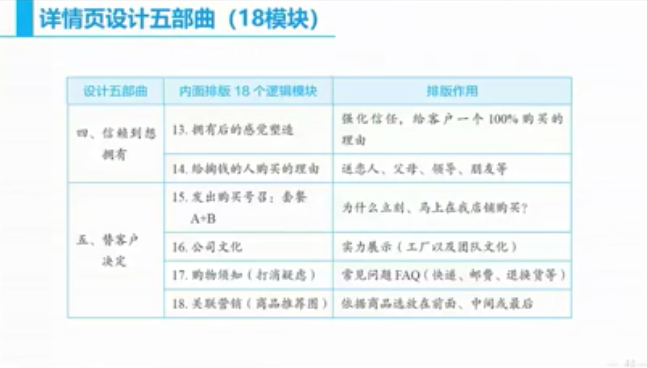 详情页设计五部曲（18模块）
设计五部曲 内面排版 18 个逻辑模块 排版作用
四、信赖到想拥有 13. 拥有后的感觉塑造 强化信任，给客户一个 100% 购买的理由
14. 给掏钱的人购买的理由 送恋人、父母、领导、朋友等
五、替客户决定 15. 发出购买号召：套餐 A+B 为什么立刻、马上在我店铺购买？
16. 公司文化 实力展示（工厂以及团队文化）
17. 购物须知（打消疑虑） 常见问题 FAQ（快递、邮费、退换货等）
18. 关联营销（商品推荐图） 依据商品选放在前面、中间或最后